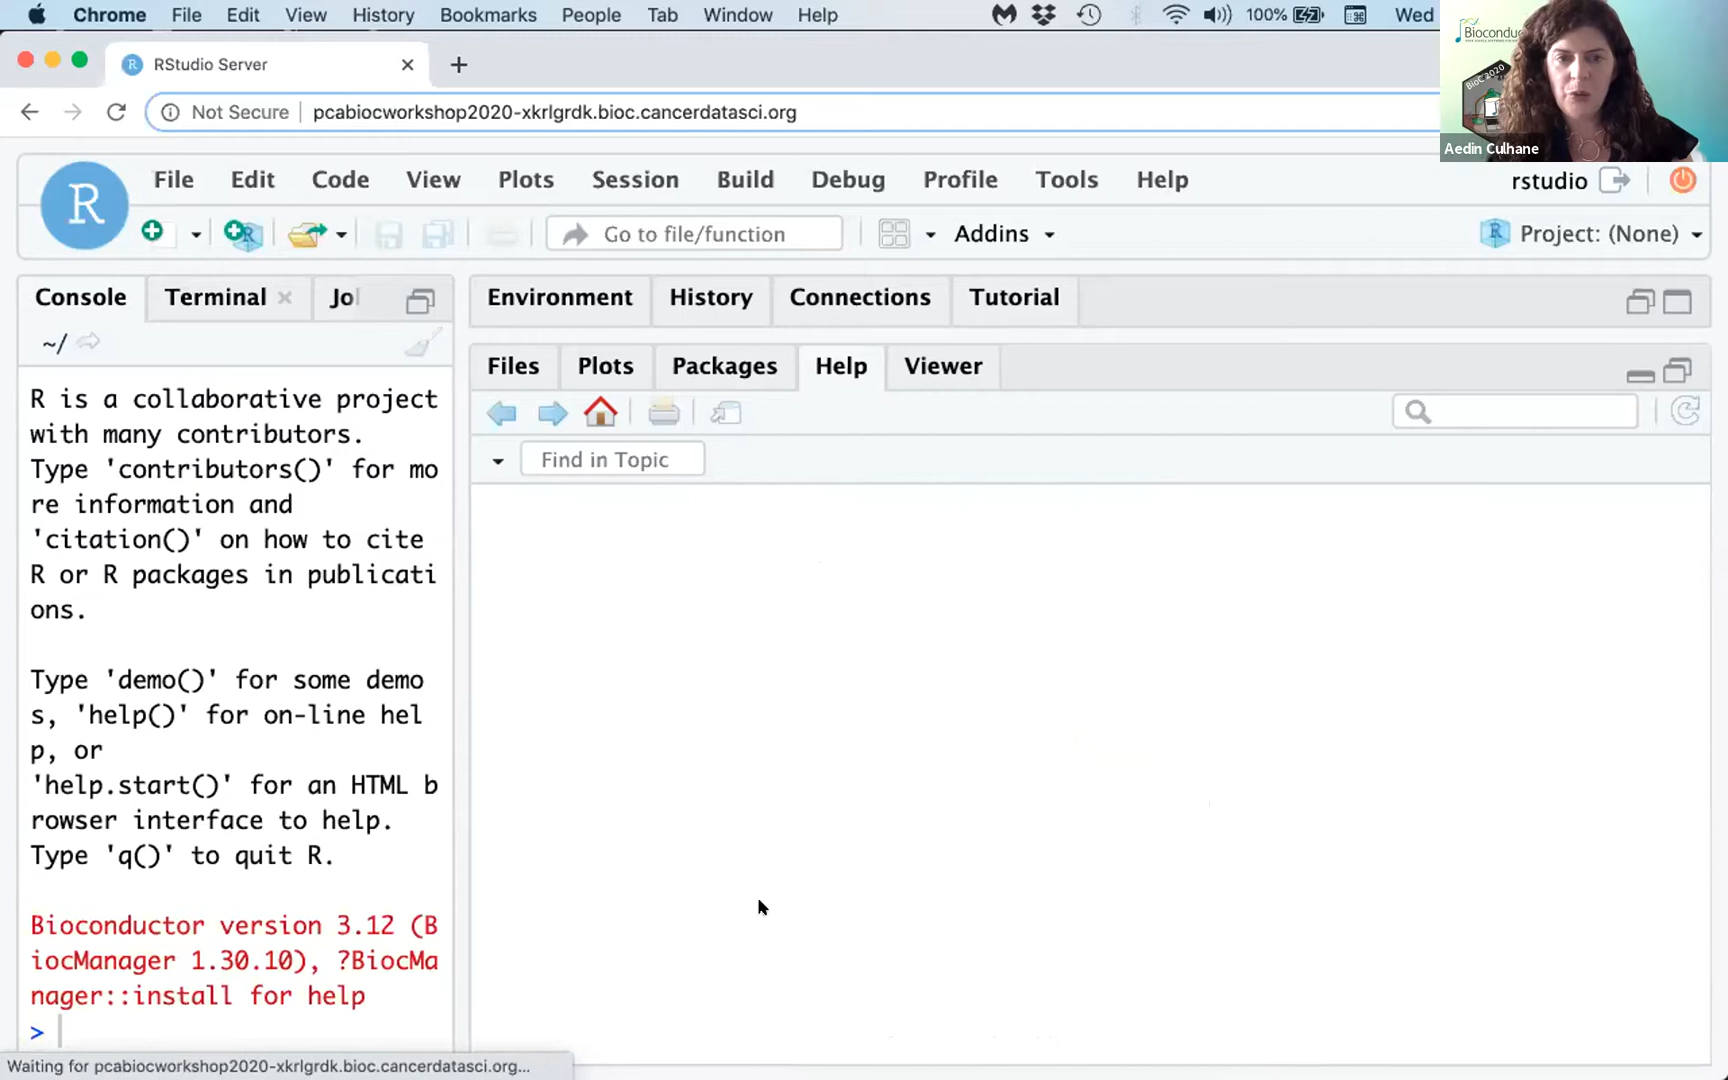 Chrome File Edit View History Bookmarks People Tab Window Help 100% Wed
RStudio Server
Not Secure pcabiocworkshop2020-xkrlgrdk.bioc.cancerdatasci.org
BioC 2020
Aedin Culhane
R File Edit Code View Plots Session Build Debug Profile Tools Help rstudio
Go to file/function Addins Project: (None)
Console Terminal
Environment History Connections Tutorial
~/
Files Plots Packages Help Viewer
Find in Topic
R is a collaborative project
with many contributors.
Type 'contributors()' for mo
re information and
'citation()' on how to cite
R or R packages in publicati
ons.
Type 'demo()' for some demo
s, 'help()' for on-line hel
p, or
'help.start()' for an HTML b
rowser interface to help.
Type 'q()' to quit R.
Bioconductor version 3.12 (B
iocManager 1.30.10), ?BiocMa
nager::install for help
>
Waiting for pcabiocworkshop2020-xkrlgrdk.bioc.cancerdatasci.org...